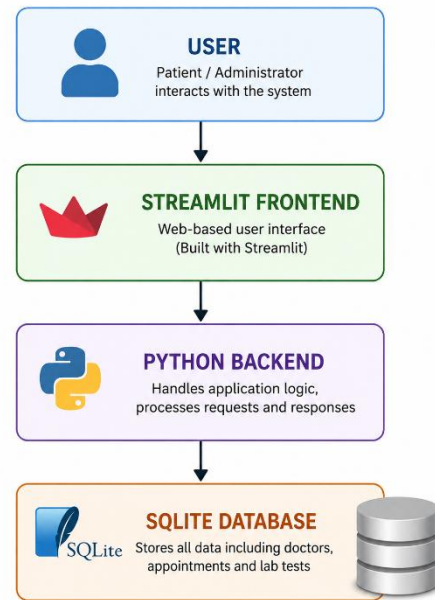 USER
Patient / Administrator
interacts with the system
STREAMLIT FRONTEND
Web-based user interface
(Built with Streamlit)
PYTHON BACKEND
Handles application logic,
processes requests and responses
SQLite
SQLITE DATABASE
Stores all data including doctors,
appointments and lab tests